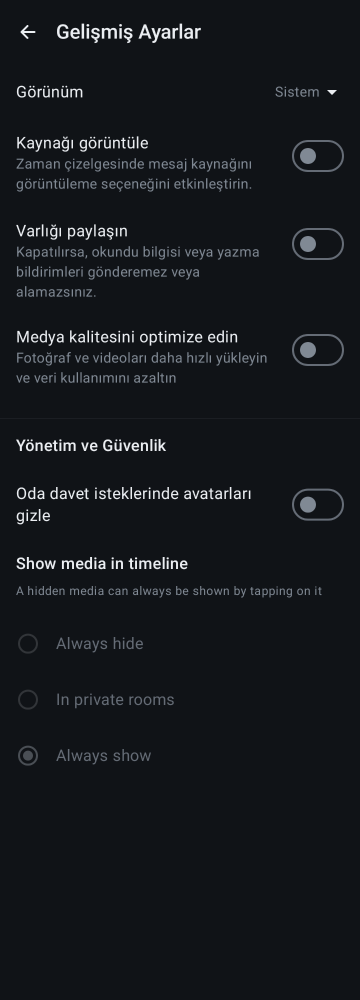 Gelişmiş Ayarlar
Görünüm
Sistem
Kaynağı görüntüle
Zaman çizelgesinde mesaj kaynağını
görüntüleme seçeneğini etkinleştirin.
Varlığı paylaşın
Kapatılırsa, okundu bilgisi veya yazma
bildirimleri gönderemez veya
alamazsınız.
Medya kalitesini optimize edin
Fotoğraf ve videoları daha hızlı yükleyin
ve veri kullanımını azaltın
Yönetim ve Güvenlik
Oda davet isteklerinde avatarları
gizle
Show media in timeline
A hidden media can always be shown by tapping on it
Always hide
In private rooms
Always show